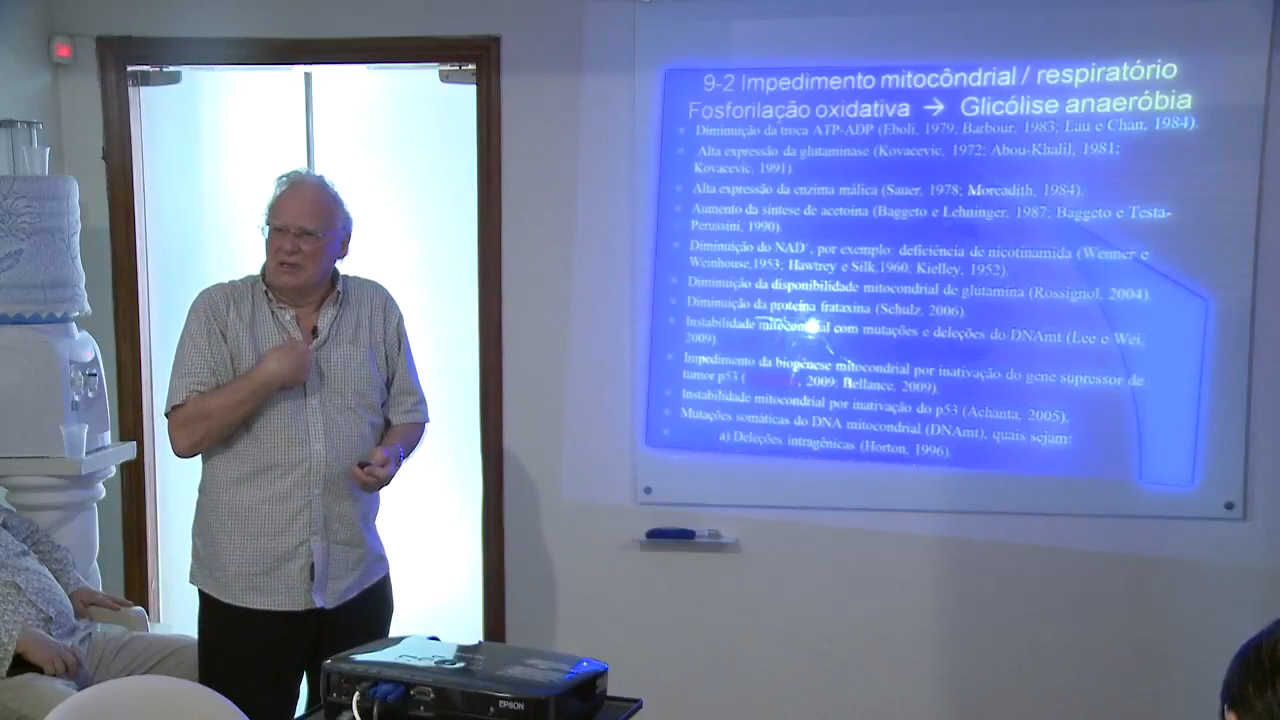 9-2 Impedimento mitocôndrial / respiratório
Fosforilação oxidativa → Glicólise anaeróbia
Diminuição da troca ATP-ADP (Eboli, 1979, Barbour, 1983; Lau e Chan, 1984).
Alta expressão da glutaminase (Kovacevic, 1972; Abou-Khalil, 1981;
Kovacevic, 1991)
Alta expressão da enzima málica (Sauer, 1978; Moreadith, 1984).
Aumento da síntese de acetoina (Baggeto e Lehninger, 1987; Baggeto e Testa-
Perussini, 1990).
Diminuição do NAD+, por exemplo: deficiência de nicotinamida (Wenner e
Weinhouse,1953; Hawtrey e Silk,1960; Kielley, 1952).
Diminuição da disponibilidade mitocondrial de glutamina (Rossignol, 2004).
Diminuição da proteína frataxina (Schulz, 2006).
Instabilidade mitocondrial com mutações e deleções do DNAmt (Lee e Wei,
2009)
Impedimento da biogênese mitocondrial por inativação do gene supressor de
tumor p53 ( , 2009; Bellance, 2009).
Instabilidade mitocondrial por inativação do p53 (Achanta, 2005).
Mutações somáticas do DNA mitocondrial (DNAmt), quais sejam:
a) Deleções intragênicas (Horton, 1996).
EPSON